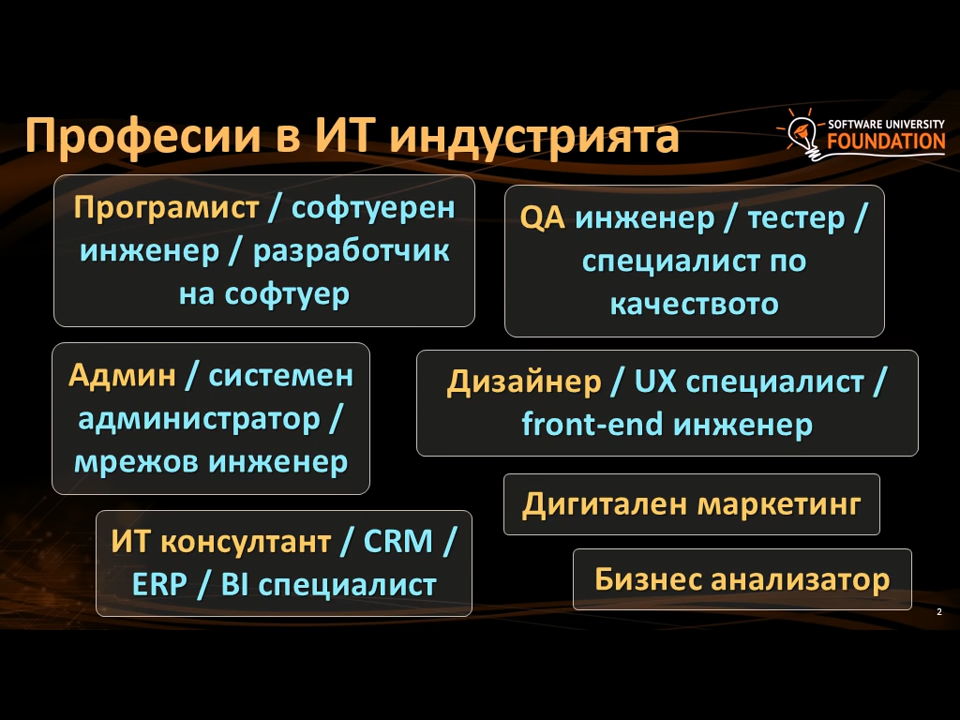 Професии в ИТ индустрията
SOFTWARE UNIVERSITY
FOUNDATION
Програмист / софтуерен
инженер / разработчик
на софтуер
QA инженер / тестер /
специалист по
качеството
Админ / системен
администратор /
мрежов инженер
Дизайнер / UX специалист /
front-end инженер
Дигитален маркетинг
ИТ консултант / CRM /
ERP / BI специалист
Бизнес анализатор
2